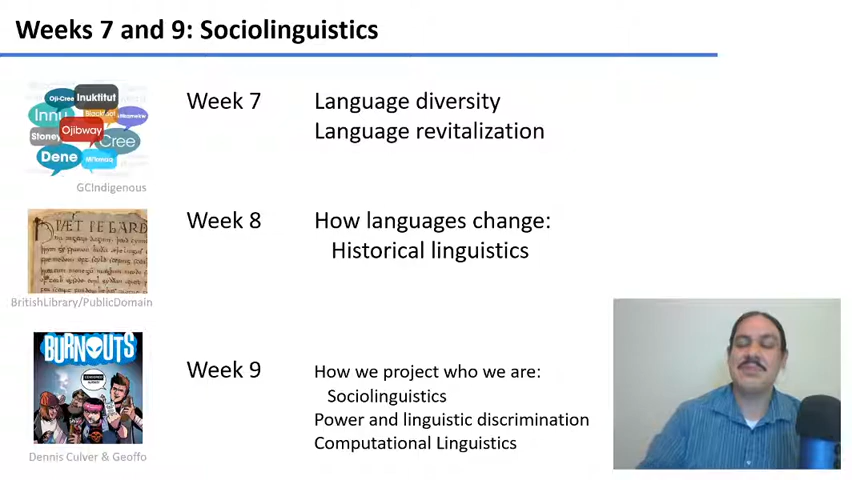 Weeks 7 and 9: Sociolinguistics
Oji-Cree
Inuktitut
Innu
Blackfoot
Ojibway
Stoney
Cree
Dene
Mi'kmaq
GCIndigenous
Week 7
Language diversity
Language revitalization
BritishLibrary/PublicDomain
Week 8
How languages change:
Historical linguistics
BURNOUTS
Dennis Culver & Geoffo
Week 9
How we project who we are:
Sociolinguistics
Power and linguistic discrimination
Computational Linguistics